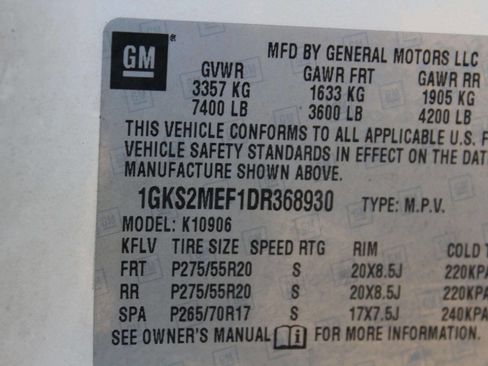 GM
MFD BY GENERAL MOTORS LLC
GVWR GAWR FRT GAWR RR
3357 KG 1633 KG 1905 KG
7400 LB 3600 LB 4200 LB
THIS VEHICLE CONFORMS TO ALL APPLICABLE U.S. F
VEHICLE SAFETY STANDARDS IN EFFECT ON THE DATE
MANUFACTURE SHOWN ABOVE.
1GKS2MEF1DR368930 TYPE: M.P.V.
MODEL: K10906
KFLV TIRE SIZE SPEED RTG RIM COLD T
FRT P275/55R20 S 20X8.5J 220KPA
RR P275/55R20 S 20X8.5J 220KPA
SPA P265/70R17 S 17X7.5J 240KPA
SEE OWNER'S MANUAL FOR MORE INFORMATION.